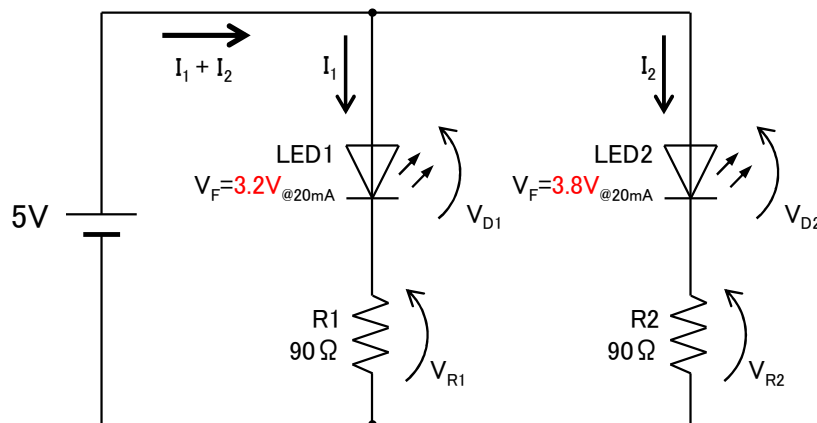 I1 + I2
I1
I2
LED1
VF=3.2V@20mA
VD1
LED2
VF=3.8V@20mA
VD2
5V
R1
90Ω
VR1
R2
90Ω
VR2